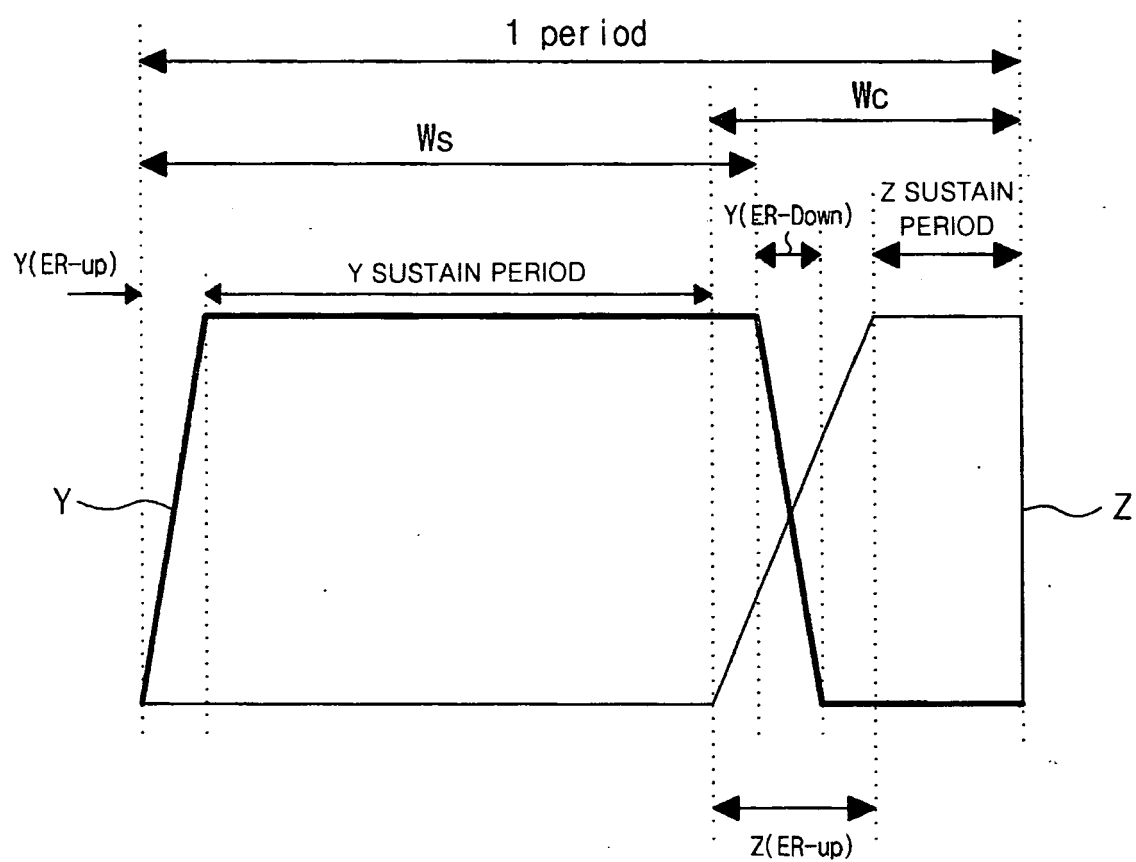 1 period
Wc
Ws
Z SUSTAIN
PERIOD
Y(ER-Down)
Y(ER-up)
Y SUSTAIN PERIOD
Y
Z
Z(ER-up)